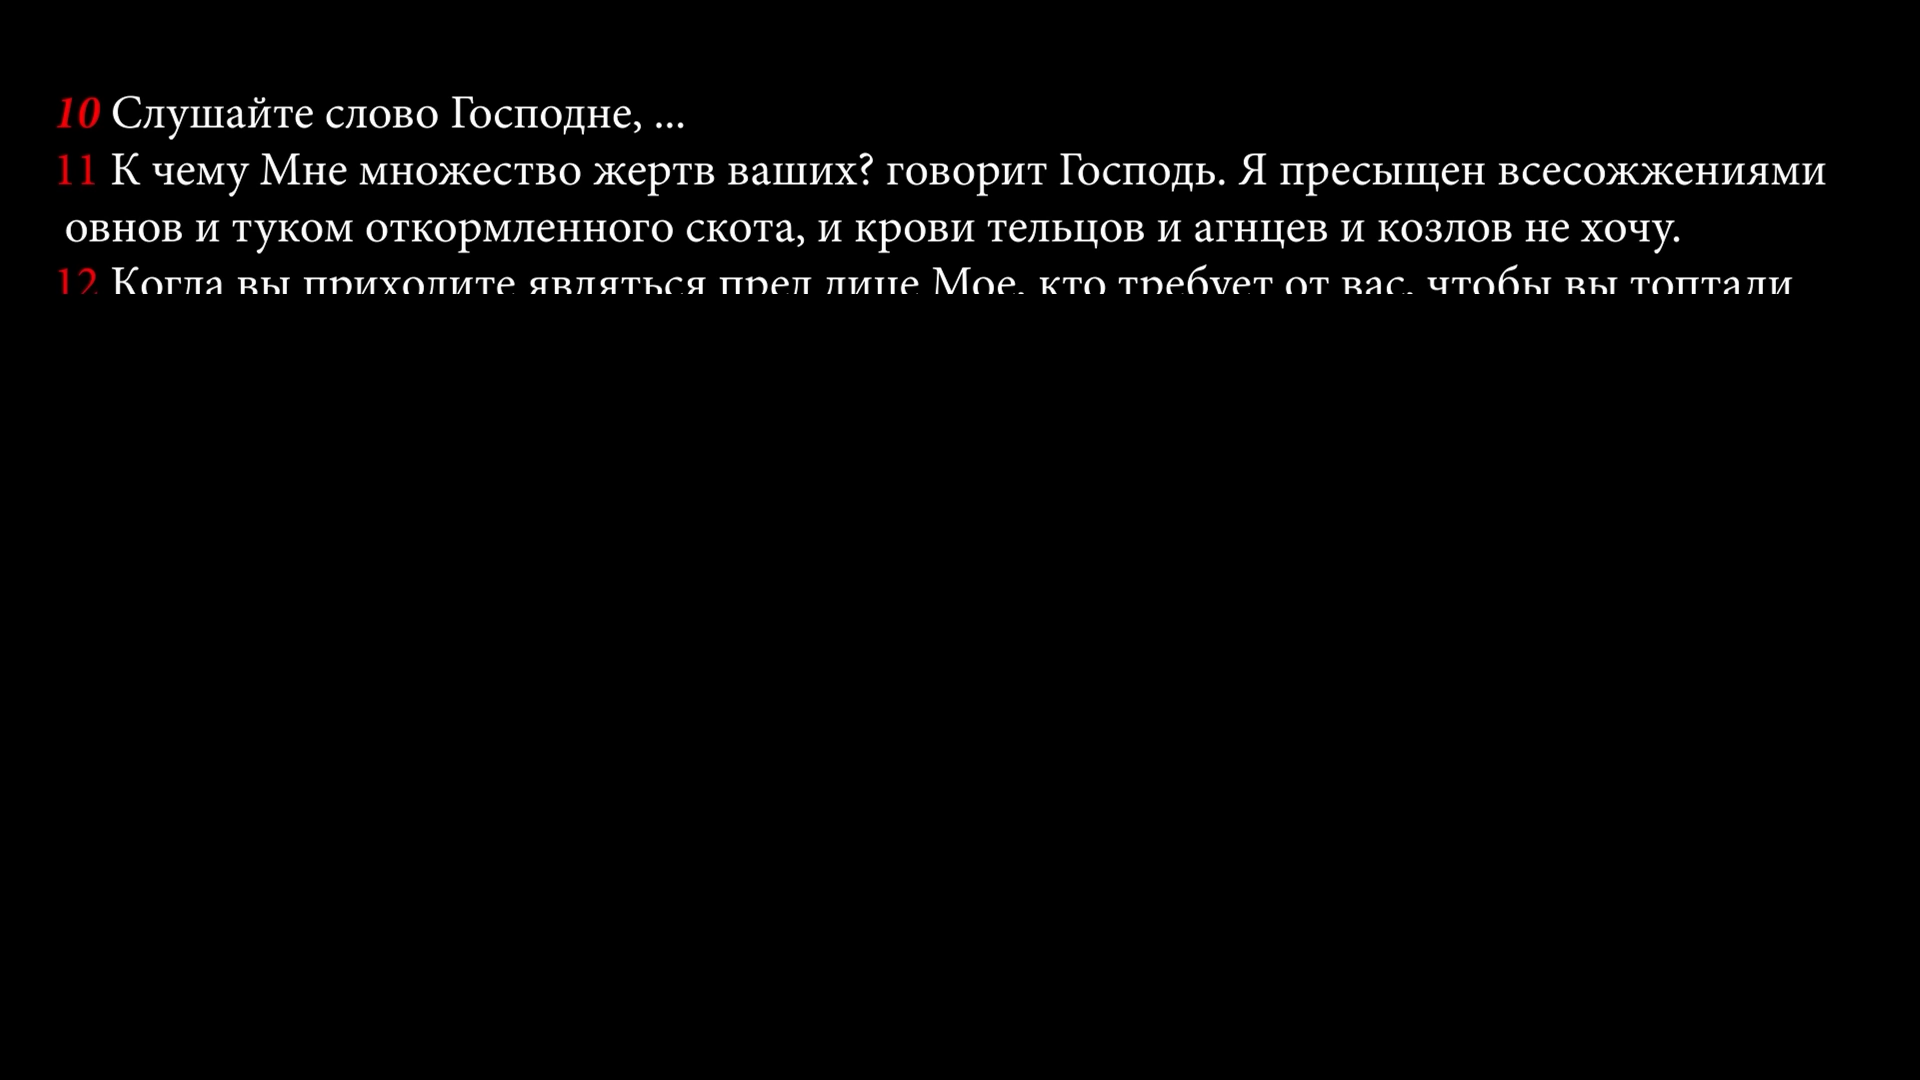 10 Слушайте слово Господне, ...
11 К чему Мне множество жертв ваших? говорит Господь. Я пресыщен всесожжениями
овнов и туком откормленного скота, и крови тельцов и агнцев и козлов не хочу.
12 Когда вы приходите являться пред лице Мое, кто требует от вас, чтобы вы топтали